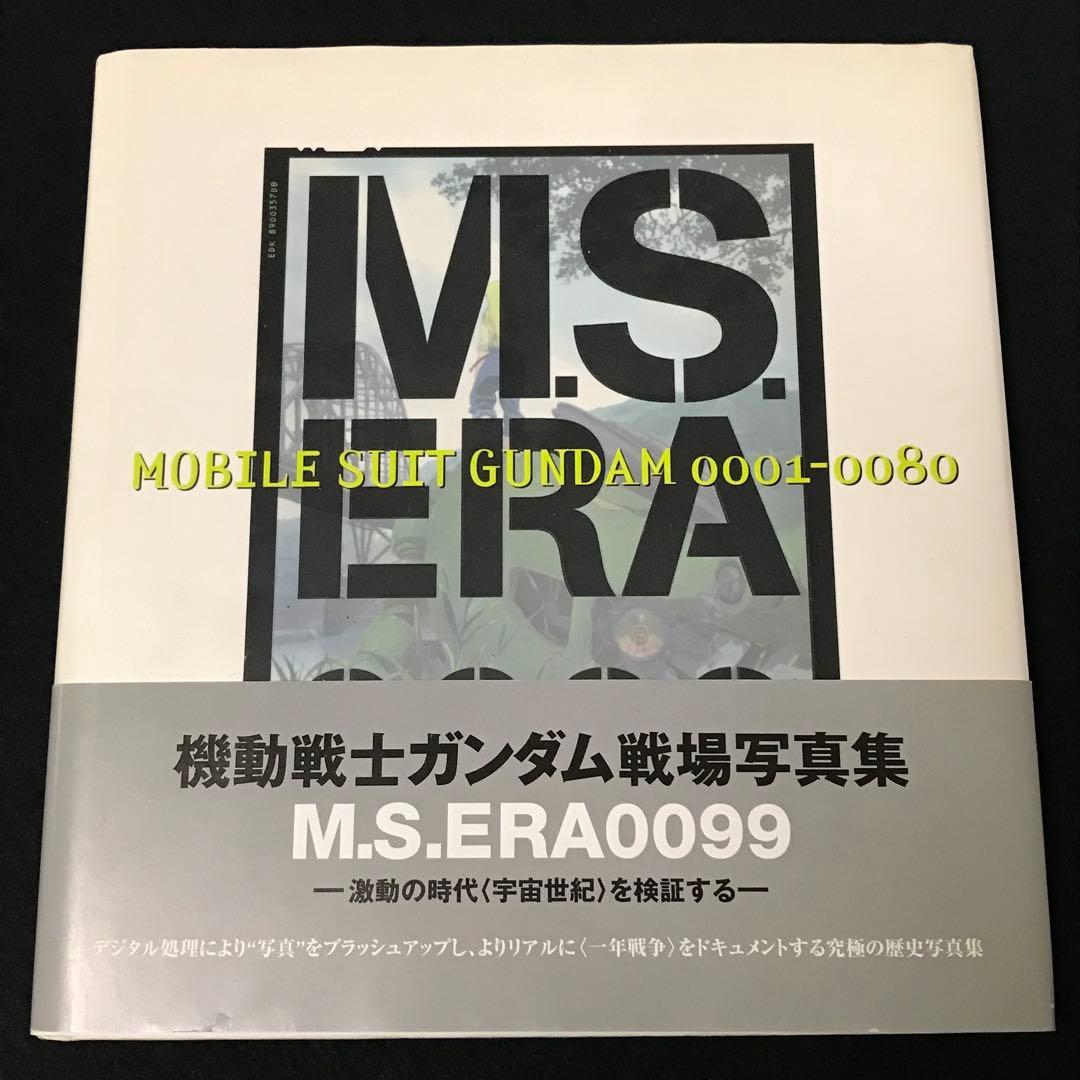 EDK 8900357DB
M.S.
ERA
MOBILE SUIT GUNDAM 0001-0080
機動戦士ガンダム戦場写真集
M.S.ERA0099
―激動の時代〈宇宙世紀〉を検証する―
デジタル処理により“写真”をブラッシュアップし、よりリアルに〈一年戦争〉をドキュメントする究極の歴史写真集